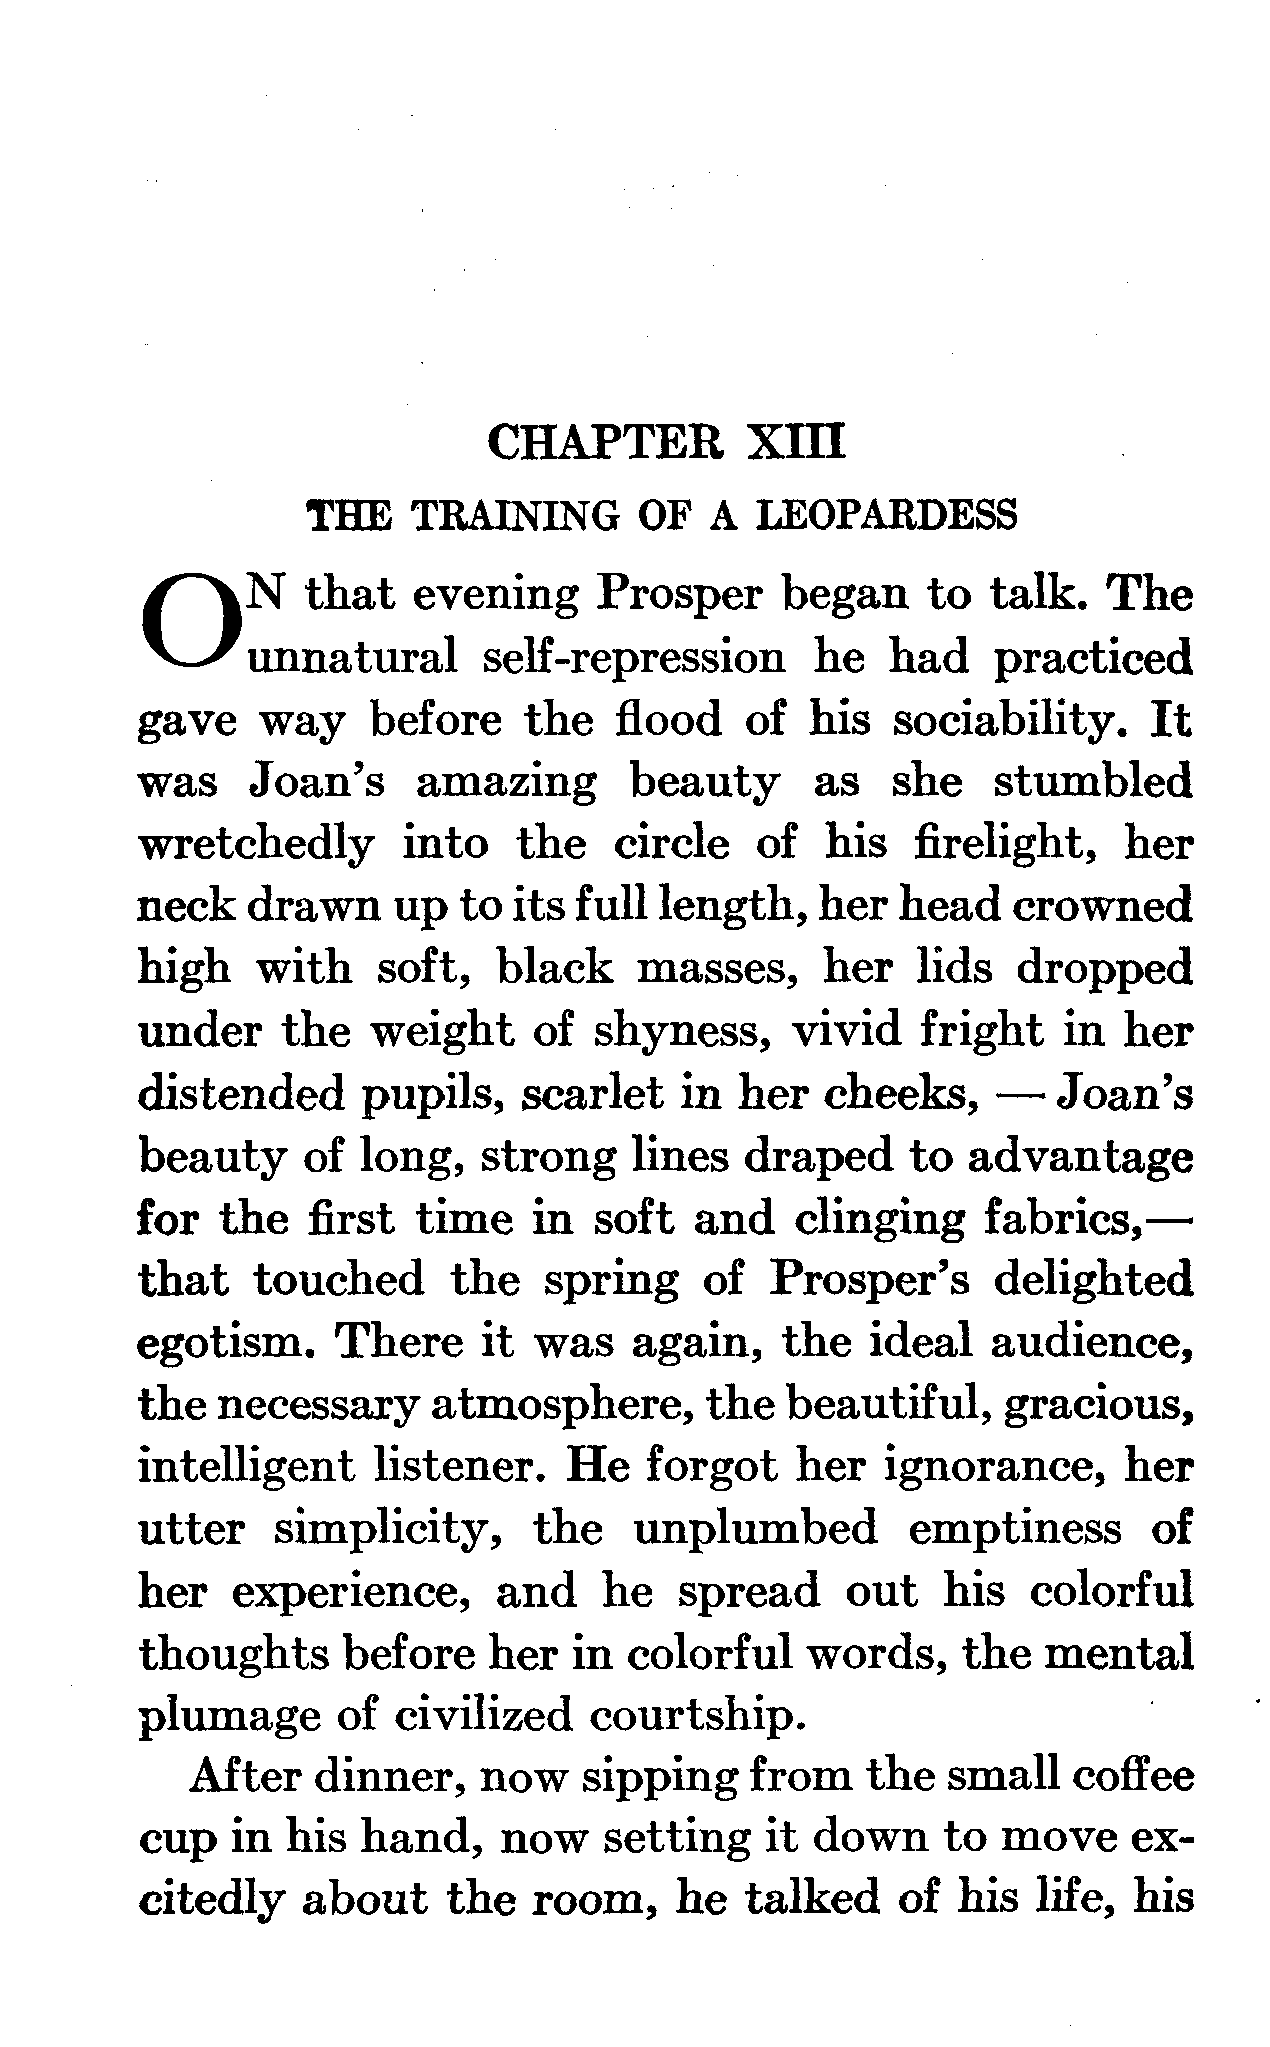 CHAPTER XIII
THE TRAINING OF A LEOPARDESS
ON that evening Prosper began to talk. The
unnatural self-repression he had practiced
gave way before the flood of his sociability. It
was Joan's amazing beauty as she stumbled
wretchedly into the circle of his firelight, her
neck drawn up to its full length, her head crowned
high with soft, black masses, her lids dropped
under the weight of shyness, vivid fright in her
distended pupils, scarlet in her cheeks, — Joan's
beauty of long, strong lines draped to advantage
for the first time in soft and clinging fabrics,—
that touched the spring of Prosper's delighted
egotism. There it was again, the ideal audience,
the necessary atmosphere, the beautiful, gracious,
intelligent listener. He forgot her ignorance, her
utter simplicity, the unplumbed emptiness of
her experience, and he spread out his colorful
thoughts before her in colorful words, the mental
plumage of civilized courtship.
After dinner, now sipping from the small coffee
cup in his hand, now setting it down to move ex-
citedly about the room, he talked of his life, his